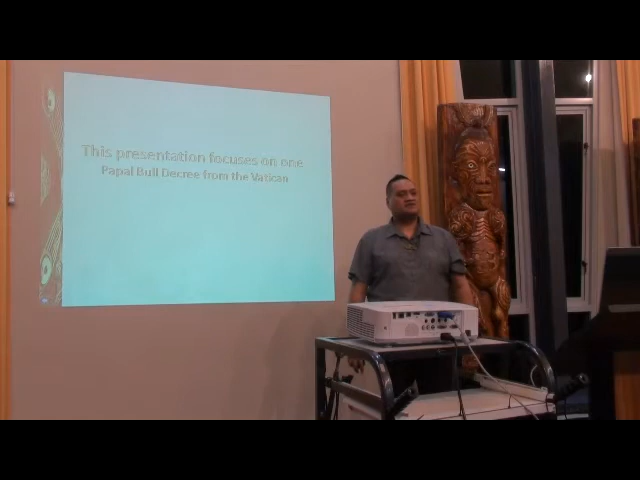 This presentation focuses on one
Papal Bull Decree from the Vatican